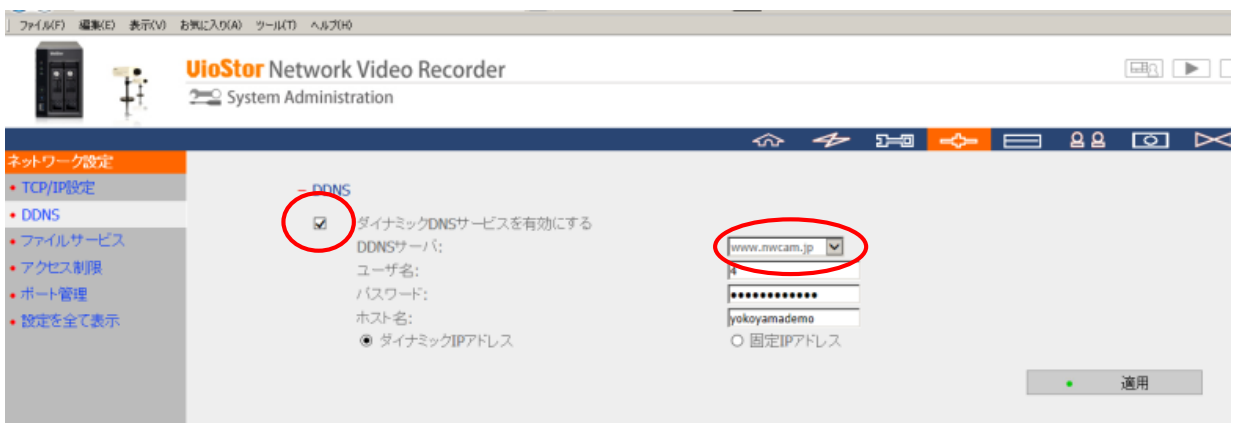 ファイル(F) 編集(E) 表示(V) お気に入り(A) ツール(T) ヘルプ(H)
VioStor Network Video Recorder
System Administration
ネットワーク設定
• TCP/IP設定
• DDNS
• ファイルサービス
• アクセス制限
• ポート管理
• 設定を全て表示
– DDNS
ダイナミックDNSサービスを有効にする
DDNSサーバ: www.nwcam.jp
ユーザ名: 4
パスワード: ••••••••••••
ホスト名: yokoyamademo
ダイナミックIPアドレス 固定IPアドレス
適用